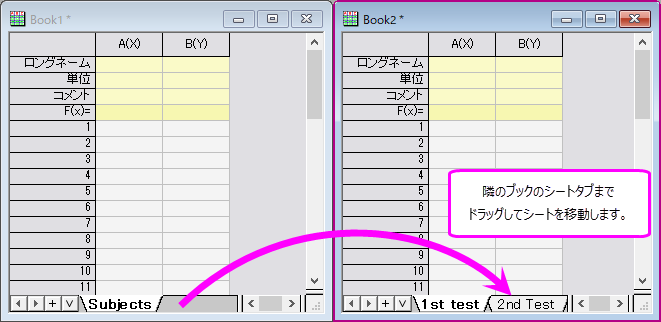 Book1 *
A(X) B(Y)
ロングネーム
単位
コメント
F(x)=
1
2
3
4
5
6
7
8
9
10
11
Subjects
Book2 *
A(X) B(Y)
ロングネーム
単位
コメント
F(x)=
1
2
3
4
5
6
7
8
9
10
11
1st test 2nd Test
隣のブックのシートタブまで
ドラッグしてシートを移動します。